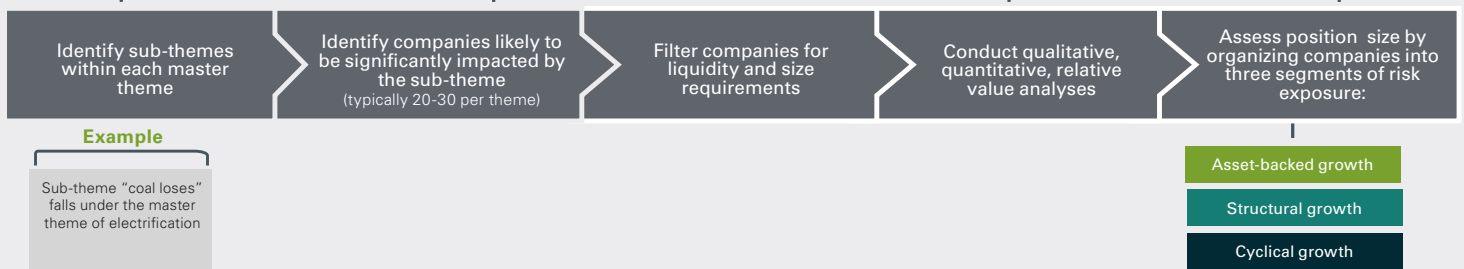 Identify sub-themes
within each master
theme
Identify companies likely to
be significantly impacted by
the sub-theme
(typically 20-30 per theme)
Filter companies for
liquidity and size
requirements
Conduct qualitative,
quantitative, relative
value analyses
Assess position size by
organizing companies into
three segments of risk
exposure:
Example
Sub-theme “coal loses”
falls under the master
theme of electrification
Asset-backed growth
Structural growth
Cyclical growth